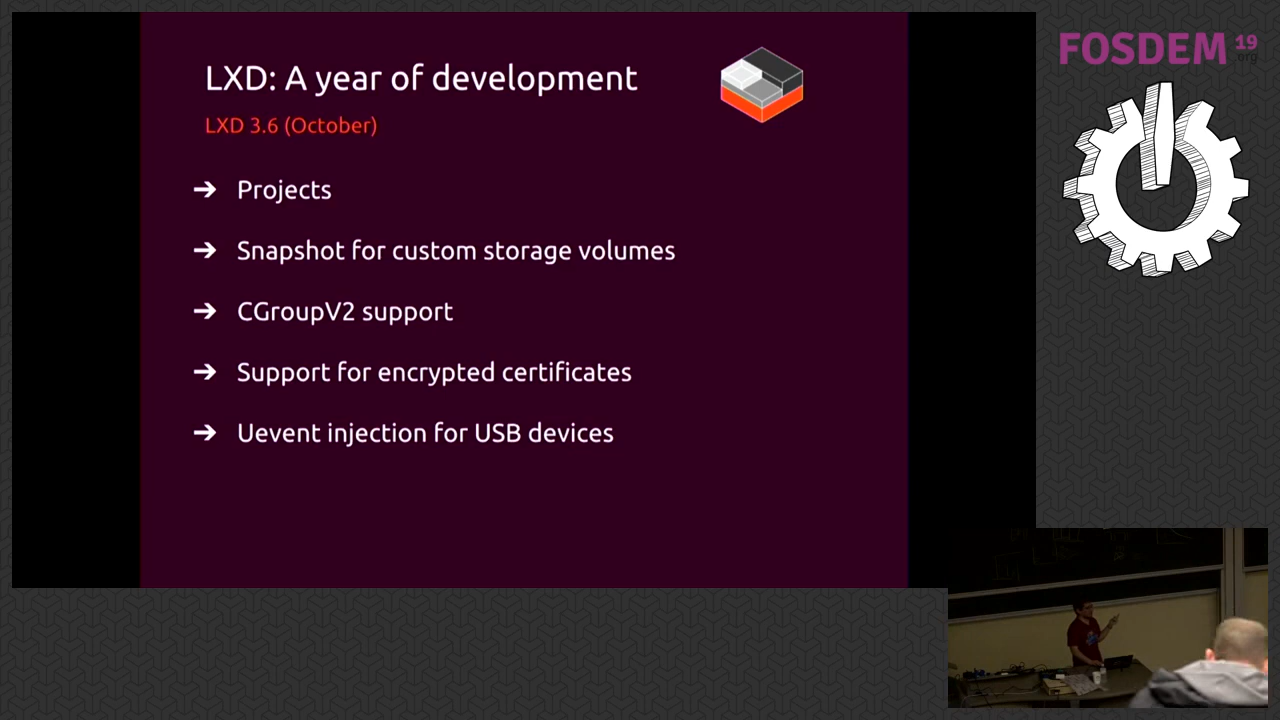 LXD: A year of development
LXD 3.6 (October)
➔ Projects
➔ Snapshot for custom storage volumes
➔ CGroupV2 support
➔ Support for encrypted certificates
➔ Uevent injection for USB devices
FOSDEM 19
.org